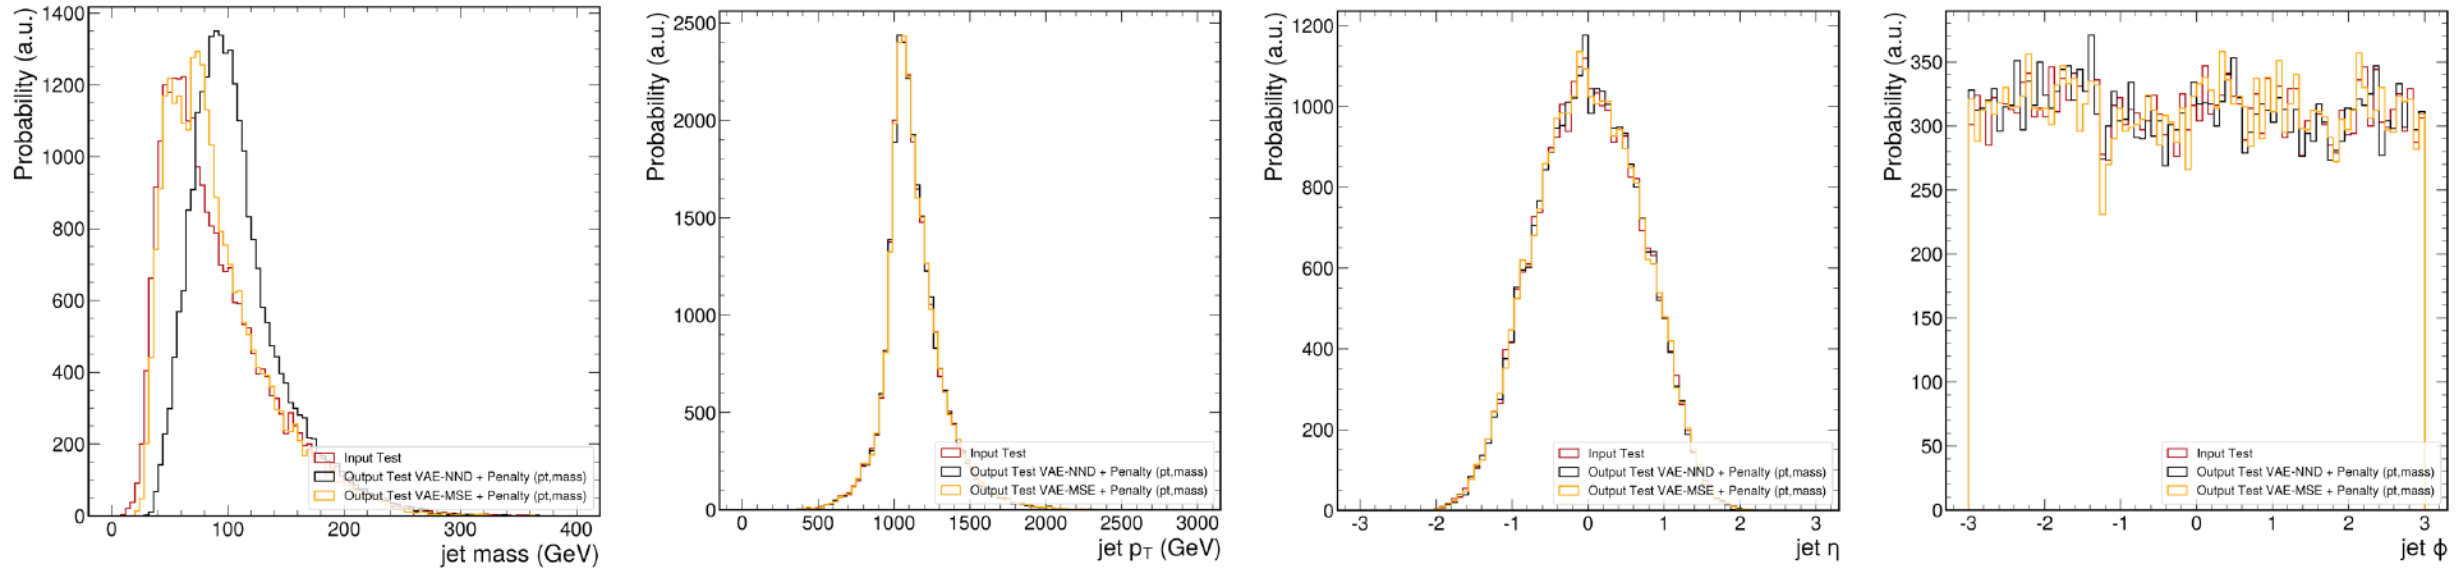 Probability (a.u.)
1400
1200
1000
800
600
400
200
0
0 100 200 300 400
jet mass (GeV)
Input Test
Output Test VAE-NND + Penalty (pt,mass)
Output Test VAE-MSE + Penalty (pt,mass)
Probability (a.u.)
2500
2000
1500
1000
500
0
0 500 1000 1500 2000 2500 3000
jet pT (GeV)
Input Test
Output Test VAE-NND + Penalty (pt,mass)
Output Test VAE-MSE + Penalty (pt,mass)
Probability (a.u.)
1200
1000
800
600
400
200
0
-3 -2 -1 0 1 2 3
jet η
Input Test
Output Test VAE-NND + Penalty (pt,mass)
Output Test VAE-MSE + Penalty (pt,mass)
Probability (a.u.)
350
300
250
200
150
100
50
0
-3 -2 -1 0 1 2 3
jet ϕ
Input Test
Output Test VAE-NND + Penalty (pt,mass)
Output Test VAE-MSE + Penalty (pt,mass)